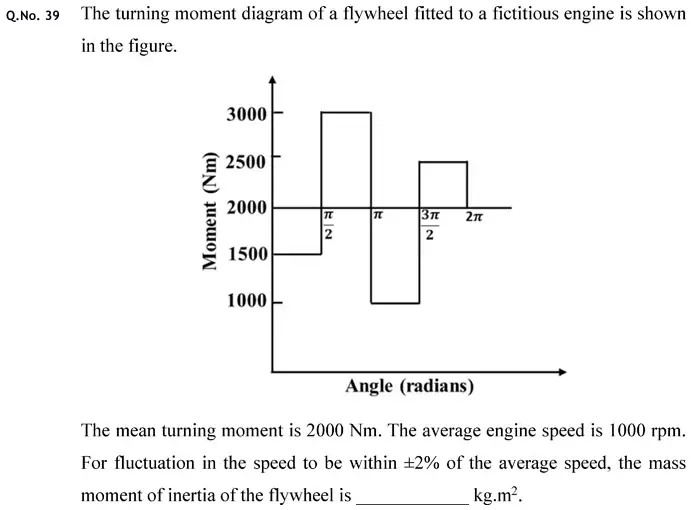 Q.No. 39 The turning moment diagram of a flywheel fitted to a fictitious engine is shown
in the figure.
3000
2500
2000
1500
1000
Moment (Nm)
π/2
π
3π/2
2π
Angle (radians)
The mean turning moment is 2000 Nm. The average engine speed is 1000 rpm.
For fluctuation in the speed to be within ±2% of the average speed, the mass
moment of inertia of the flywheel is ____________ kg.m².